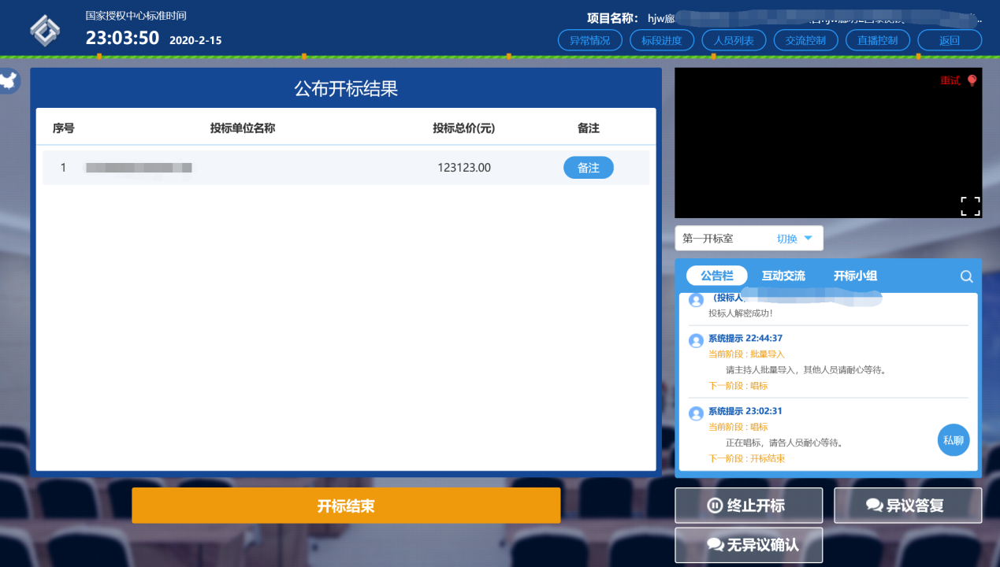 国家授权中心标准时间
23:03:50 2020-2-15
项目名称： hjw廊
异常情况 标段进度 人员列表 交流控制 直播控制 返回
公布开标结果
序号 投标单位名称 投标总价(元) 备注
1 123123.00 备注
重试
第一开标室 切换
公告栏 互动交流 开标小组
（投标人
投标人解密成功!
系统提示 22:44:37
当前阶段 : 批量导入
请主持人批量导入，其他人员请耐心等待。
下一阶段 : 唱标
系统提示 23:02:31
当前阶段 : 唱标
正在唱标，请各人员耐心等待。
下一阶段 : 开标结束
私聊
开标结束
终止开标 异议答复
无异议确认